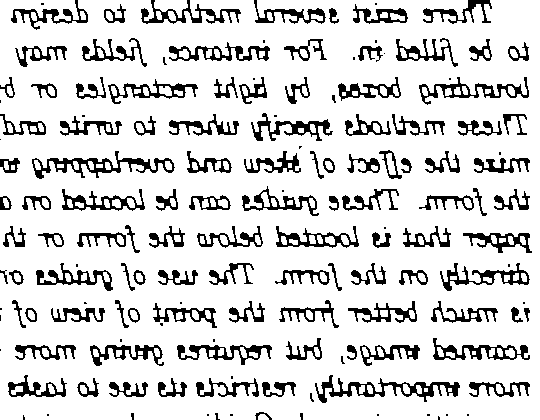 There exist several methods to design
to be filled in. For instance, fields may
bounding boxes, by light rectangles or b
These methods specify where to write and
mize the effect of skew and overlapping w
the form. These guides can be located on a
paper that is located below the form or th
directly on the form. The use of guides on
is much better from the point of view of
scanned image, but requires giving more
more importantly, restricts its use to tasks